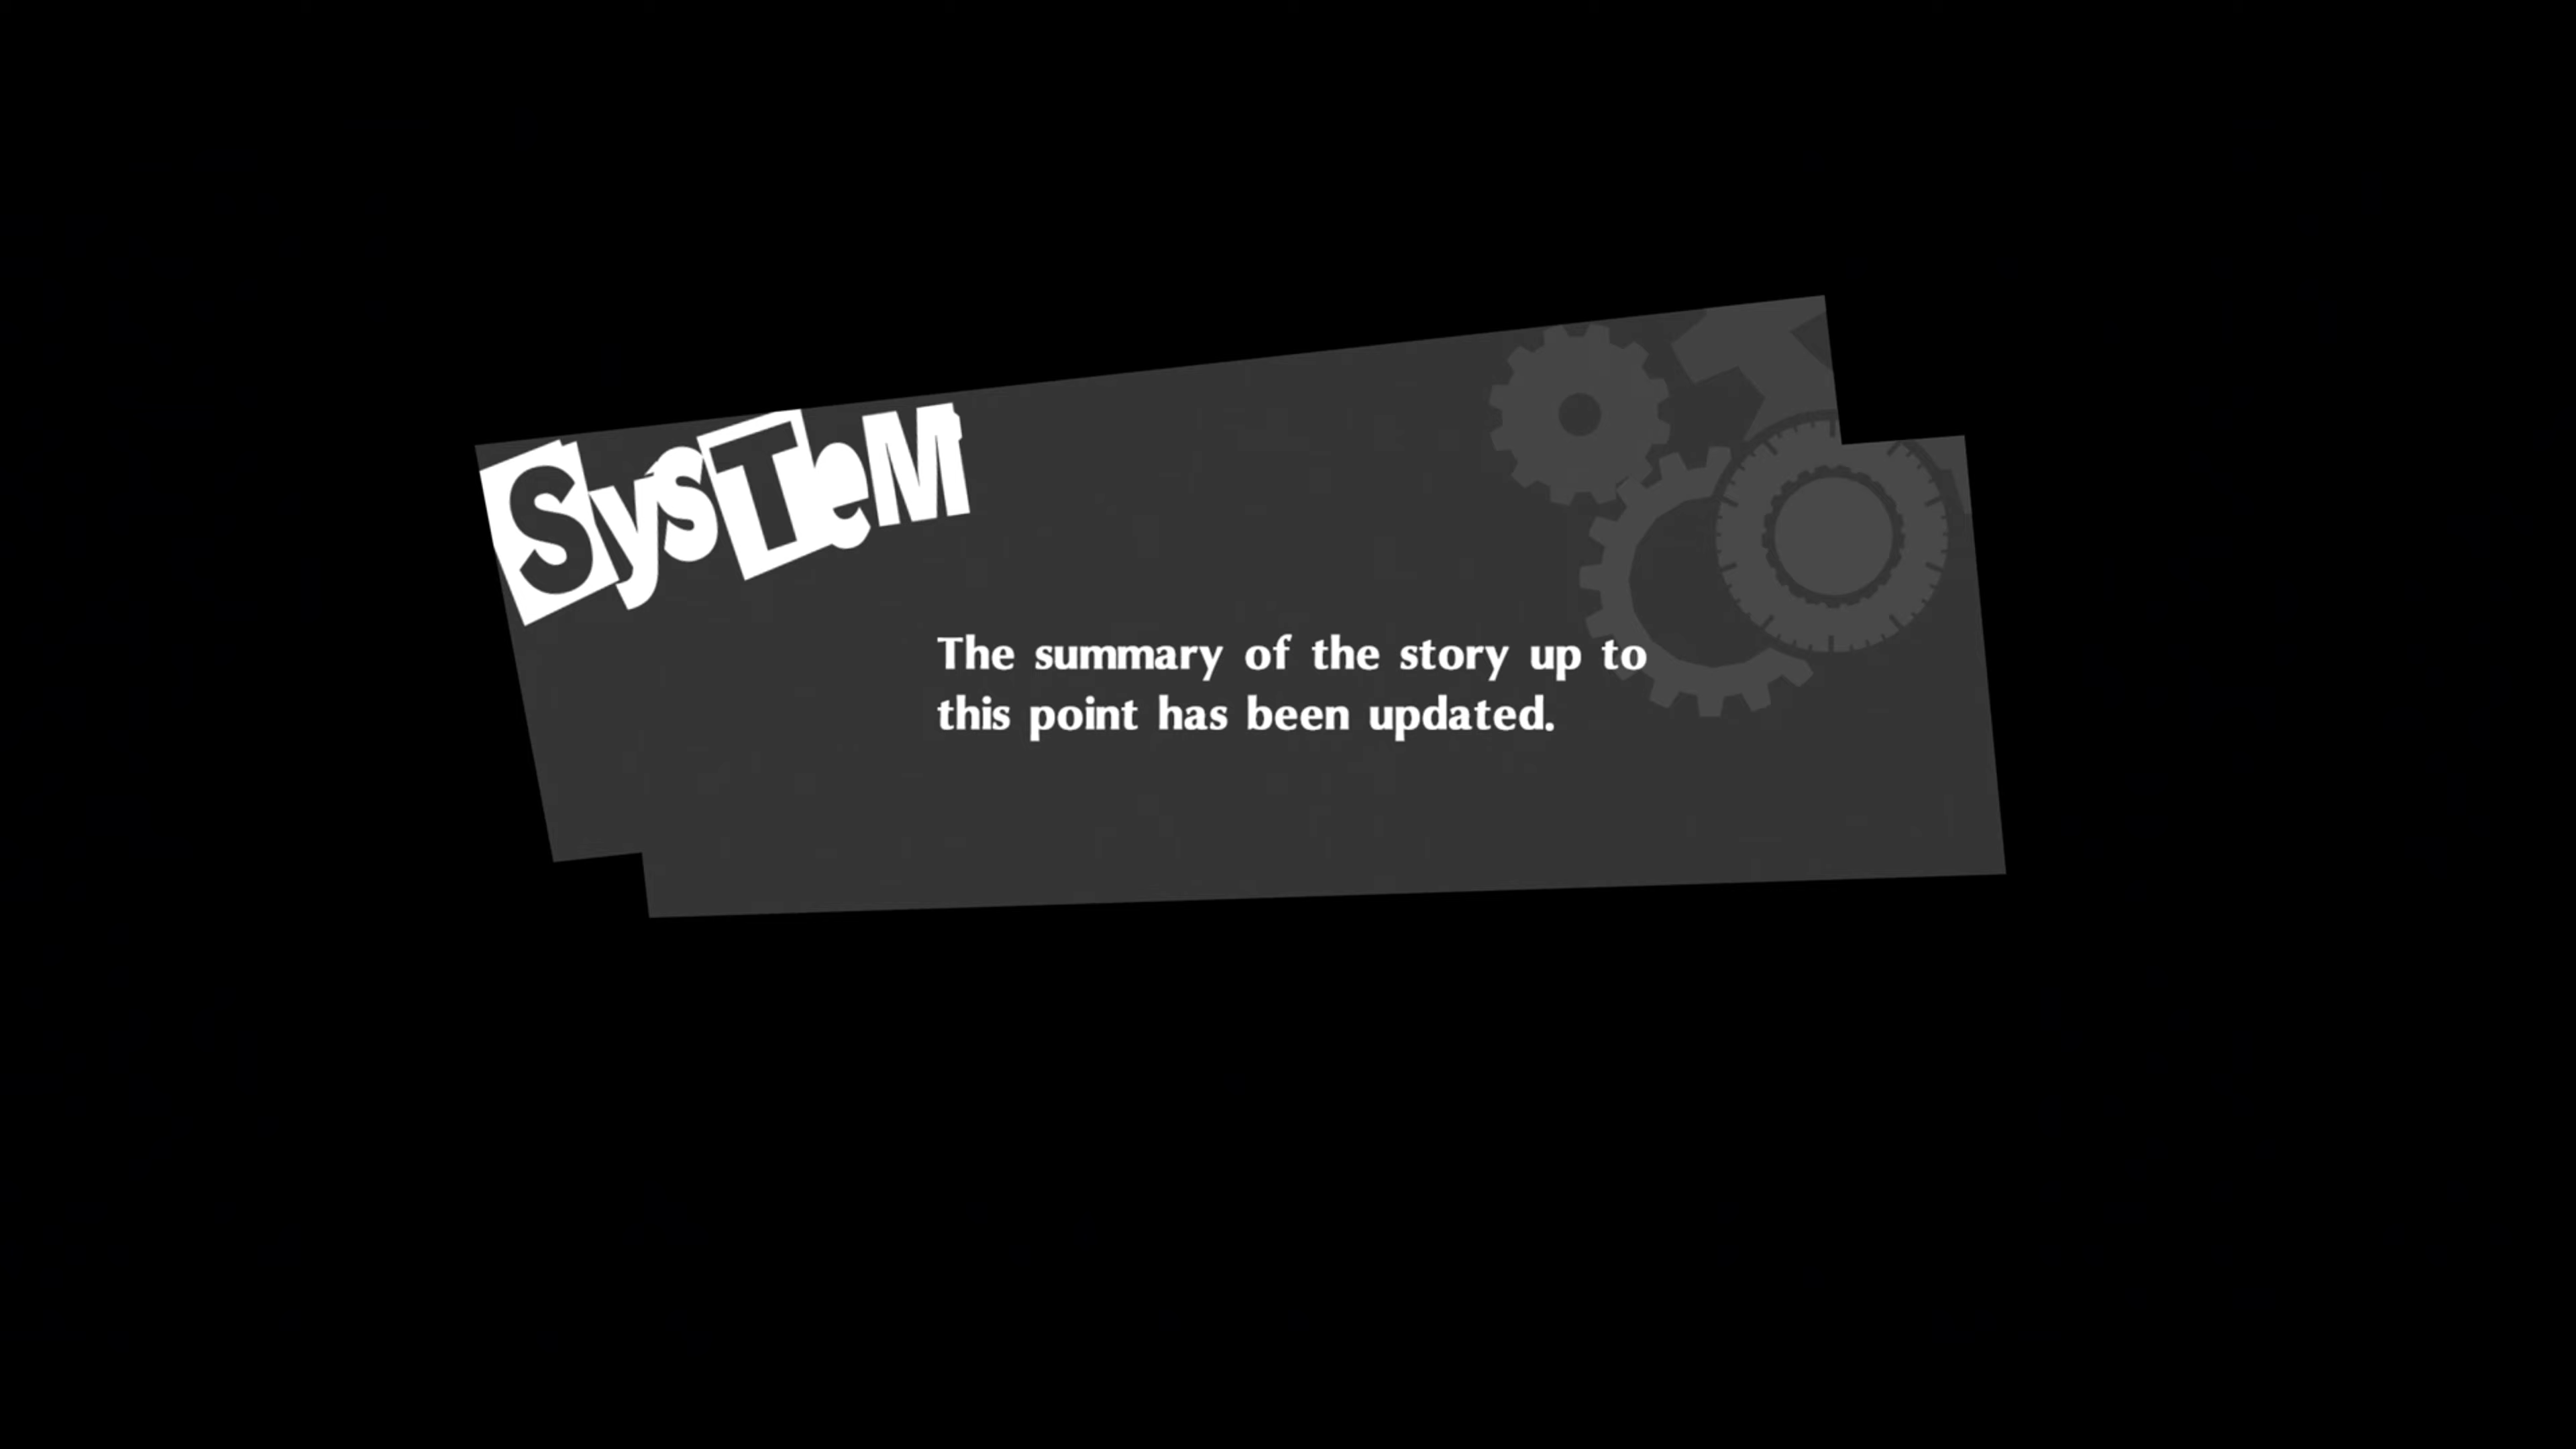 SysTeM
The summary of the story up to
this point has been updated.